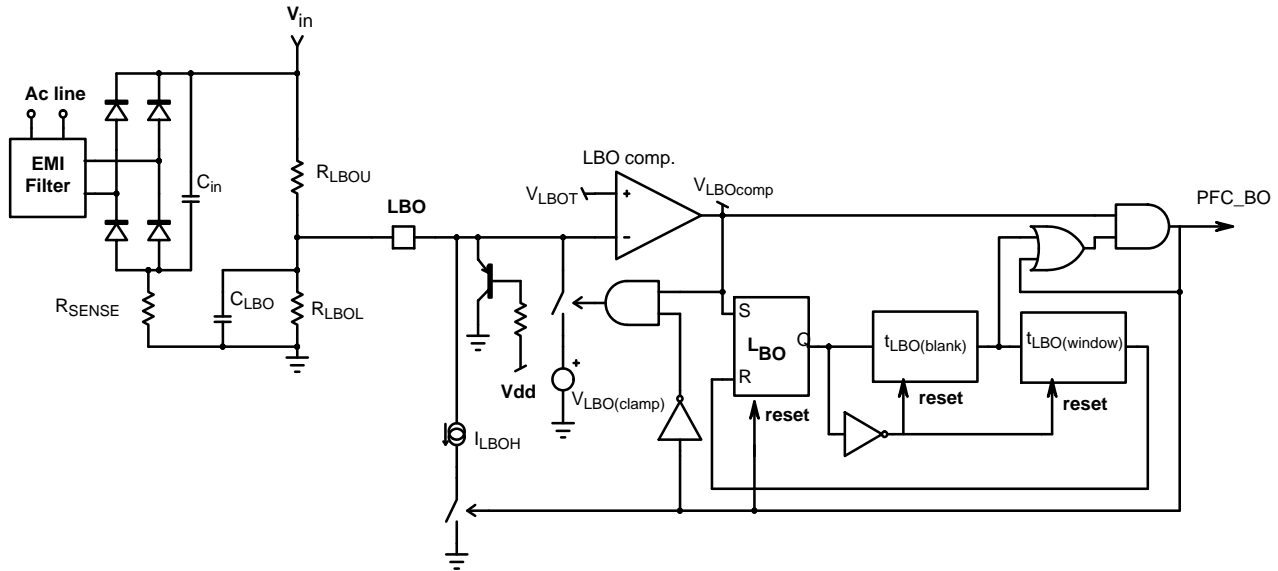 Vin
Ac line
EMI
Filter
Cin
RLBOU
LBO
RSENSE
CLBO
RLBOL
LBO comp.
VLBOT
+
−
VLBOcomp
PFC_BO
Vdd
+
VLBO(clamp)
ILBOH
S
LBO
Q
R
reset
tLBO(blank)
reset
tLBO(window)
reset